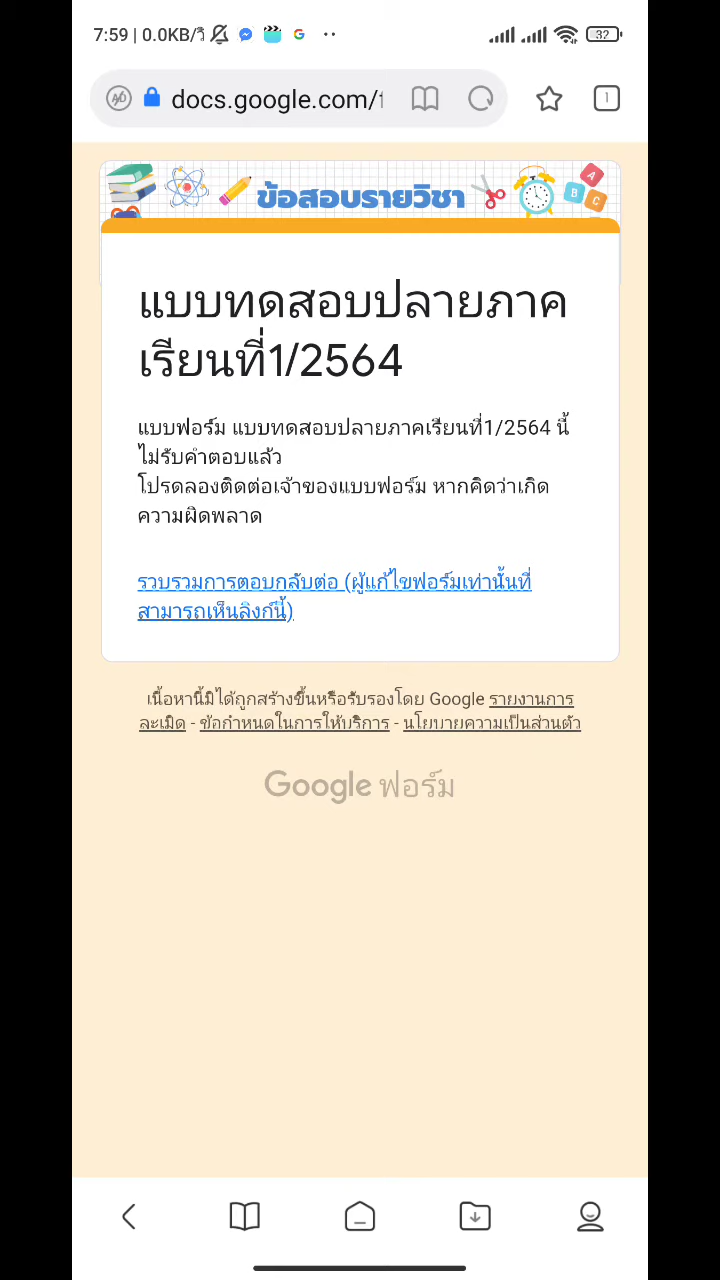 7:59 | 0.0KB/วิ
32
docs.google.com/f
1
ข้อสอบรายวิชา
A
B
C
แบบทดสอบปลายภาค
เรียนที่1/2564
แบบฟอร์ม แบบทดสอบปลายภาคเรียนที่1/2564 นี้
ไม่รับคำตอบแล้ว
โปรดลองติดต่อเจ้าของแบบฟอร์ม หากคิดว่าเกิด
ความผิดพลาด
รวบรวมการตอบกลับต่อ (ผู้แก้ไขฟอร์มเท่านั้นที่
สามารถเห็นลิงก์นี้)
เนื้อหานี้มิได้ถูกสร้างขึ้นหรือรับรองโดย Google รายงานการ
ละเมิด - ข้อกำหนดในการให้บริการ - นโยบายความเป็นส่วนตัว
Google ฟอร์ม